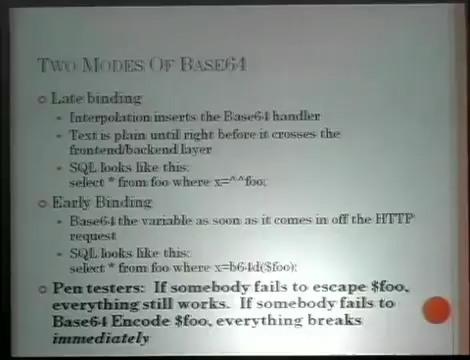 TWO MODES OF BASE64
Late binding
Interpolation inserts the Base64 handler
Text is plain until right before it crosses the
frontend/backend layer
SQL looks like this:
select * from foo where x=^^foo;
Early Binding
Base64 the variable as soon as it comes in off the HTTP
request
SQL looks like this:
select * from foo where x=b64d($foo);
Pen testers: If somebody fails to escape $foo,
everything still works. If somebody fails to
Base64 Encode $foo, everything breaks
immediately